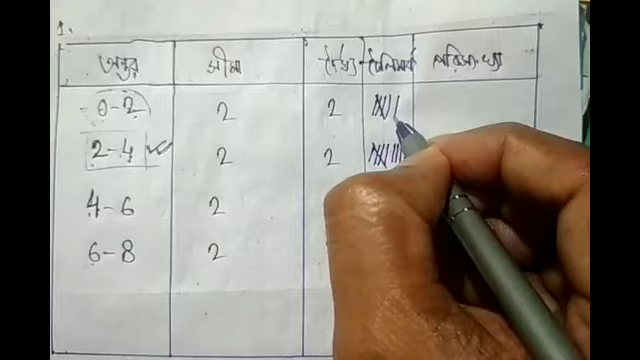 1.
অন্তর সীমা দৈর্ঘ্য টেলিমার্ক পরিসংখ্যা
0-2 2 2
2-4 2 2
4-6 2
6-8 2